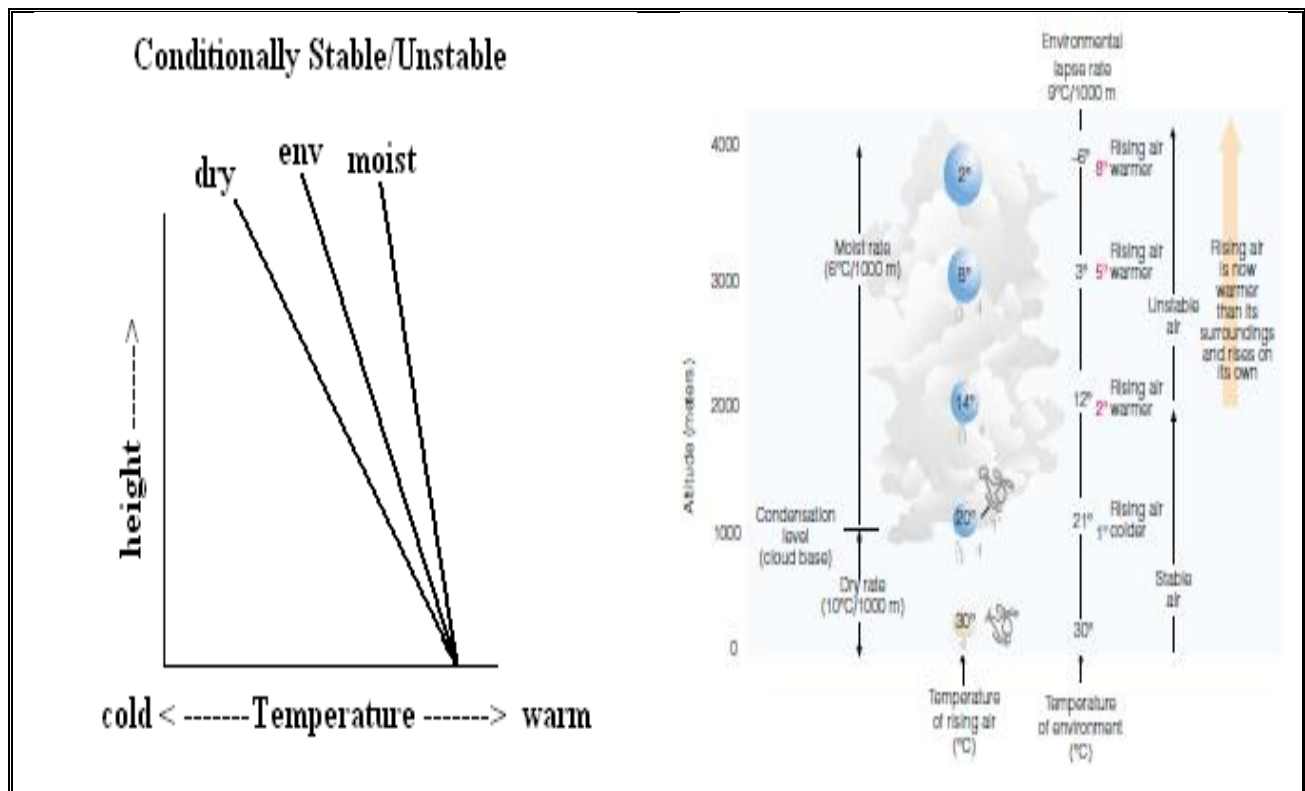 Conditionally Stable/Unstable
dry
env
moist
height ------->
cold < -------Temperature -------> warm
Environmental
lapse rate
9°C/1000 m
4000
3000
2000
1000
0
Altitude (meters)
Moist rate
(6°C/1000 m)
Condensation
level
(cloud base)
Dry rate
(10°C/1000 m)
2°
8°
14°
20°
30°
-6°
8°
Rising air
warmer
3°
5°
Rising air
warmer
12°
2°
Rising air
warmer
21°
1°
Rising air
colder
30°
Unstable
air
Stable
air
Rising air
is now
warmer
than its
surroundings
and rises on
its own
Temperature
of rising air
(°C)
Temperature
of environment
(°C)